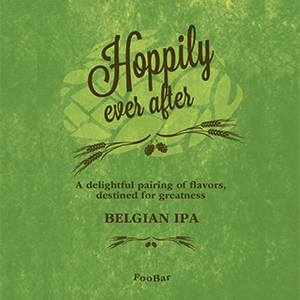 Hoppily
ever after
A delightful pairing of flavors,
destined for greatness
BELGIAN IPA
FooBar